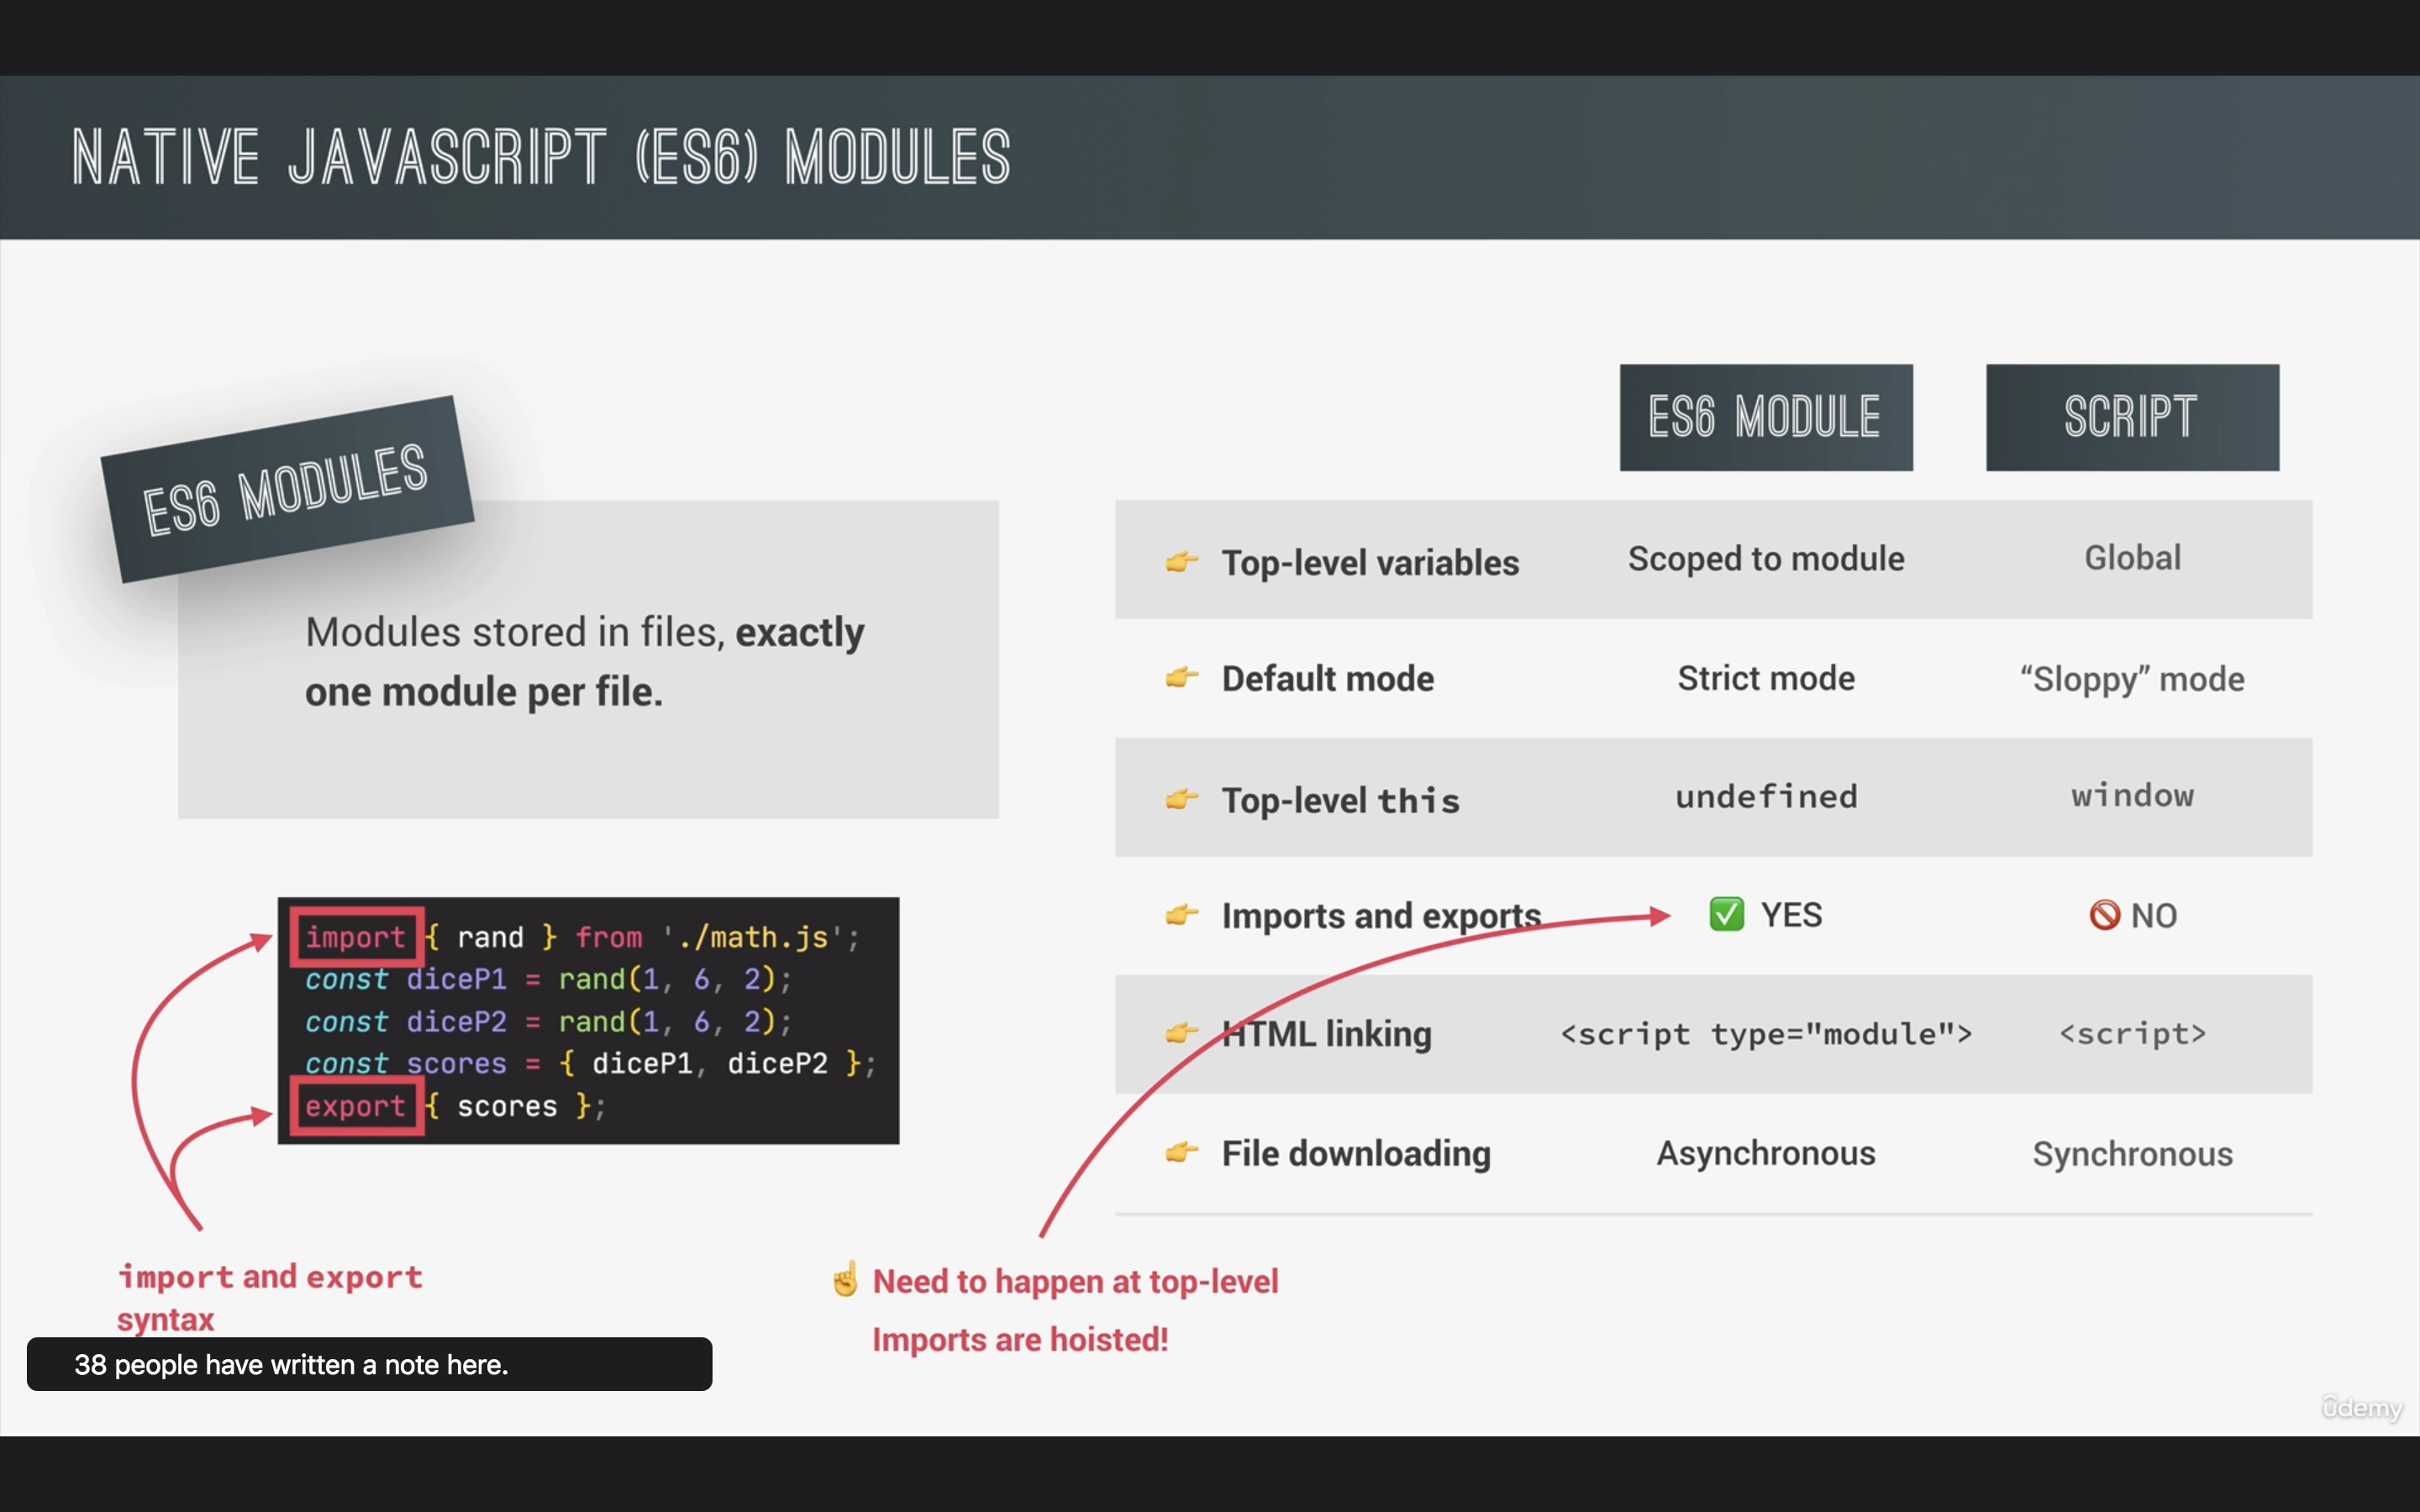 NATIVE JAVASCRIPT (ES6) MODULES
ES6 MODULES
Modules stored in files, exactly
one module per file.
import { rand } from './math.js';
const diceP1 = rand(1, 6, 2);
const diceP2 = rand(1, 6, 2);
const scores = { diceP1, diceP2 };
export { scores };
import and export
syntax
ES6 MODULE SCRIPT
Top-level variables Scoped to module Global
Default mode Strict mode “Sloppy” mode
Top-level this undefined window
Imports and exports YES NO
HTML linking <script type="module"> <script>
File downloading Asynchronous Synchronous
Need to happen at top-level
Imports are hoisted!
38 people have written a note here.
ûdemy